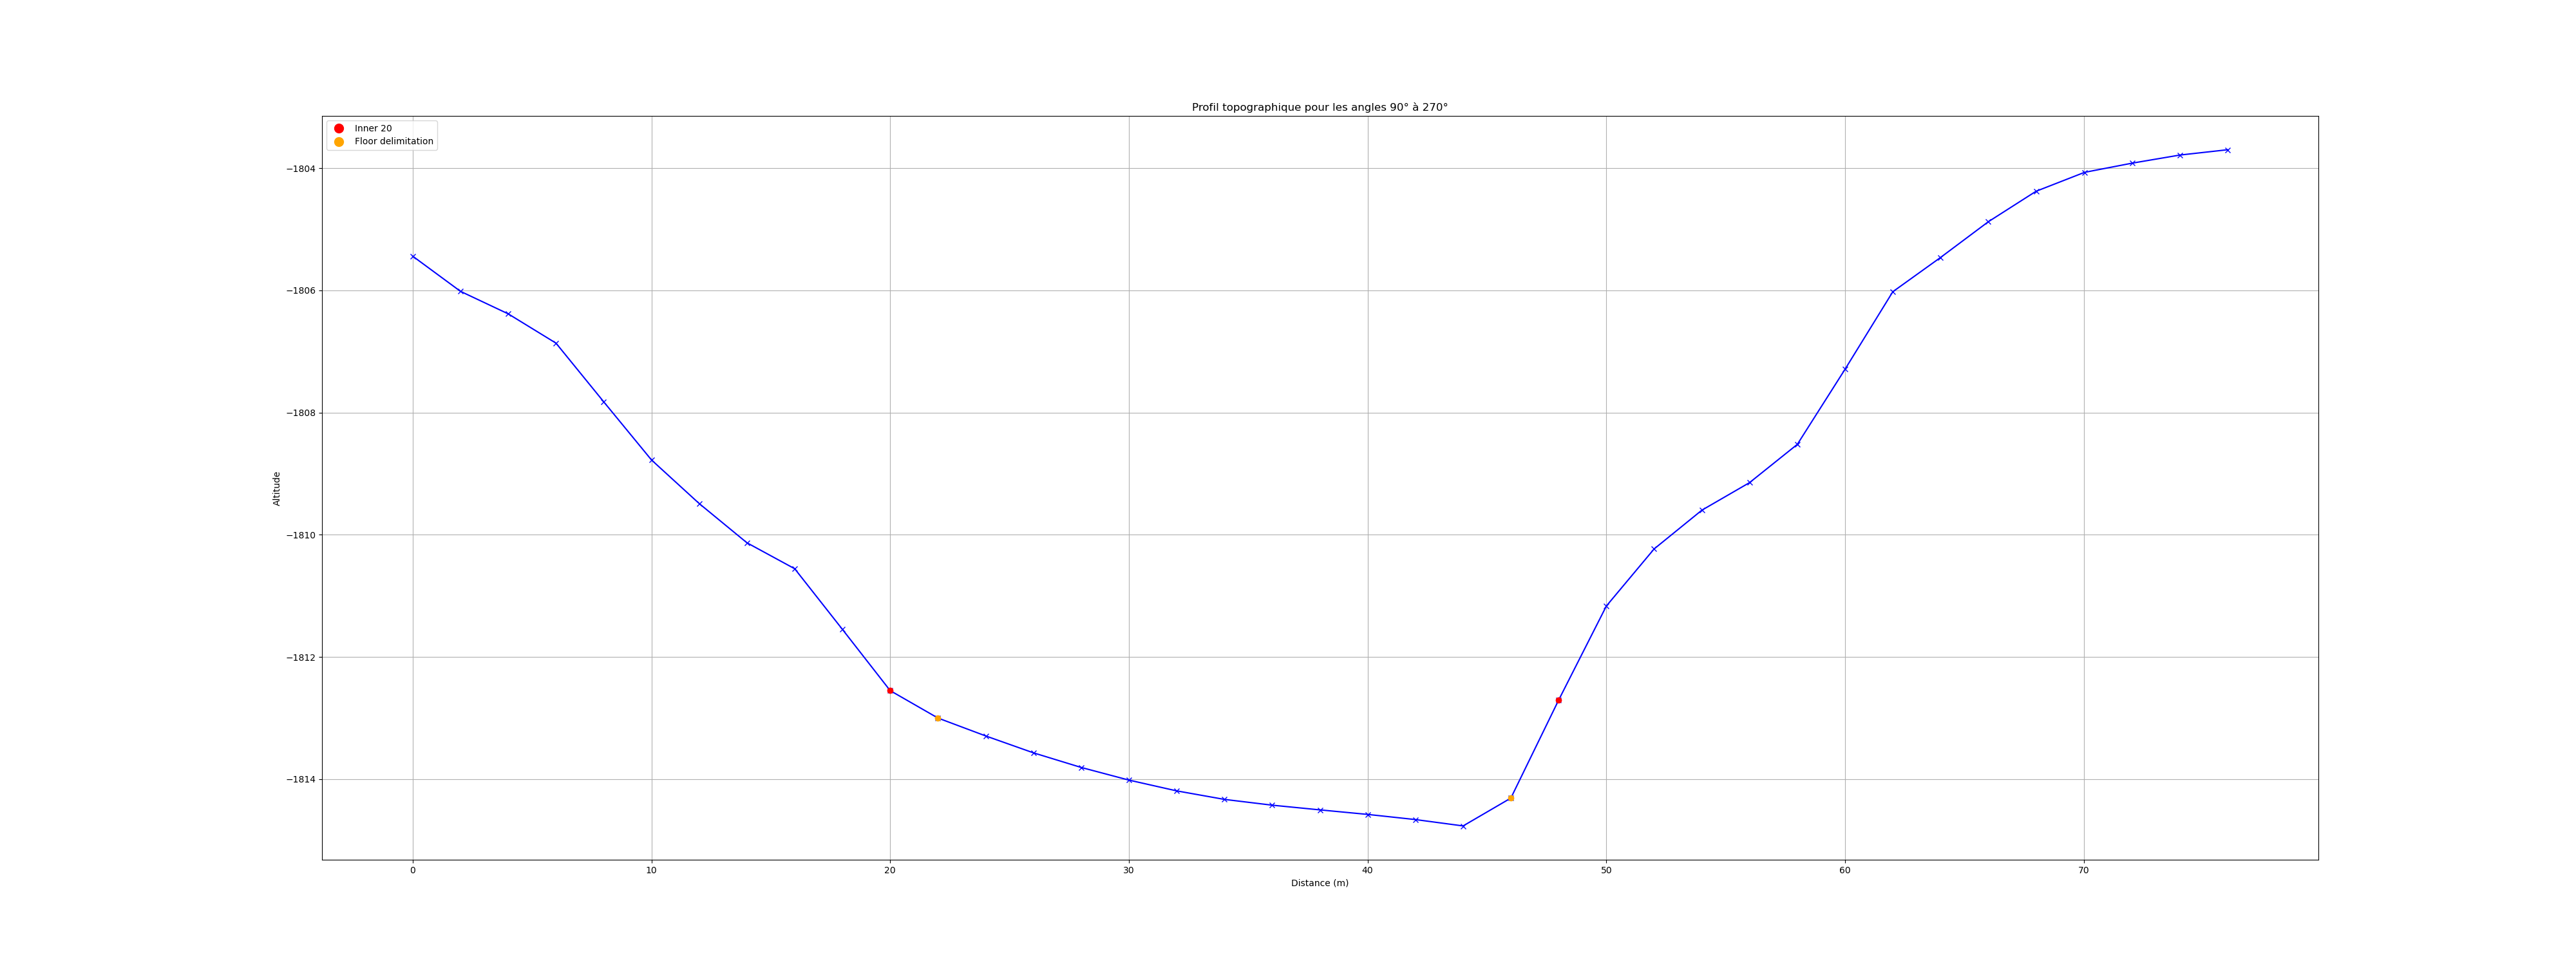 Profil topographique pour les angles 90° à 270°
Inner 20
Floor delimitation
−1804
−1806
−1808
−1810
−1812
−1814
Altitude
0 10 20 30 40 50 60 70
Distance (m)